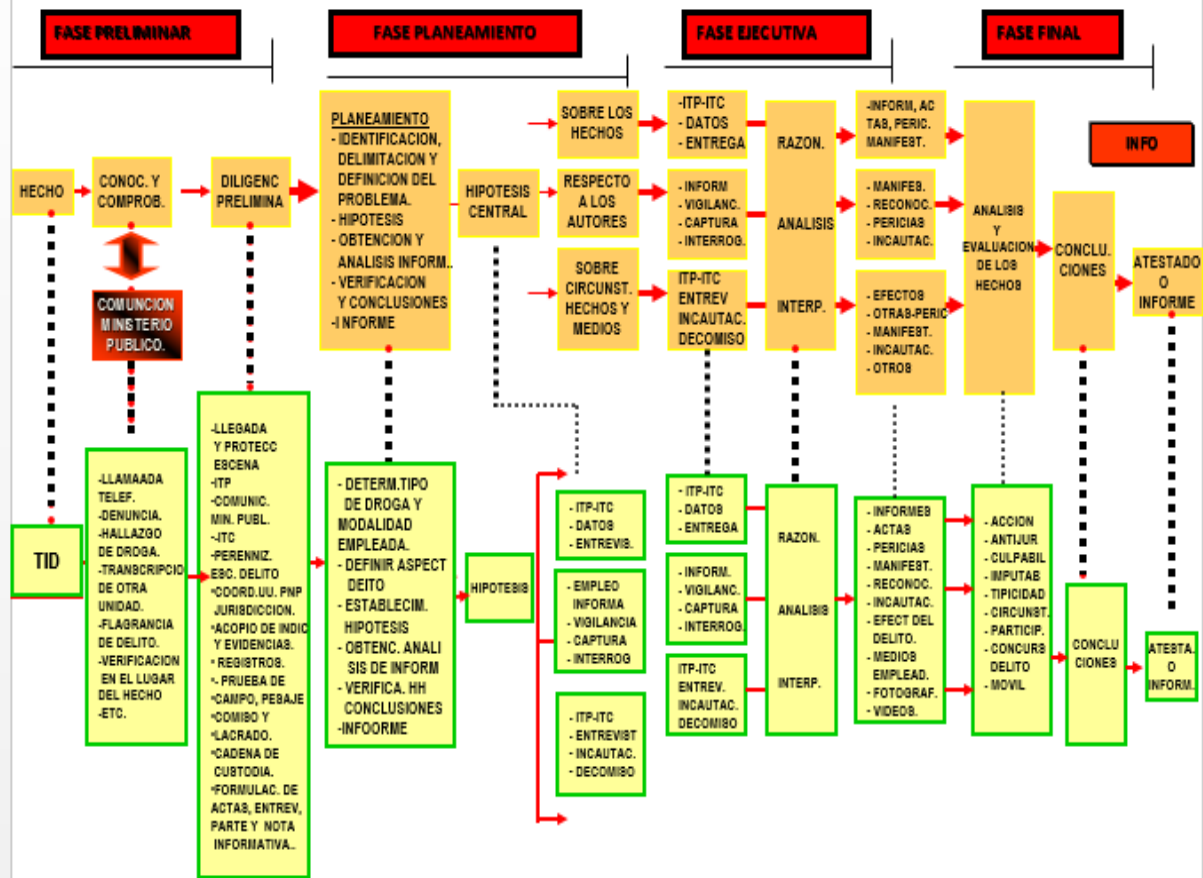 FASE PRELIMINAR
FASE PLANEAMIENTO
FASE EJECUTIVA
FASE FINAL
INFO
HECHO
CONOC. Y
COMPROB.
DILIGENC
PRELIMINA
COMUNCION
MINISTERIO
PUBLICO.
PLANEAMIENTO
- IDENTIFICACION,
DELIMITACION Y
DEFINICION DEL
PROBLEMA.
- HIPOTESIS
- OBTENCION Y
ANALISIS INFORM..
- VERIFICACION
Y CONCLUSIONES
-I NFORME
HIPOTESIS
CENTRAL
SOBRE LOS
HECHOS
RESPECTO
A LOS
AUTORES
SOBRE
CIRCUNST.
HECHOS Y
MEDIOS
-ITP-ITC
- DATOS
- ENTREGA
- INFORM
- VIGILANC.
- CAPTURA
- INTERROG.
ITP-ITC
ENTREV
INCAUTAC.
DECOMISO
RAZON.
ANALISIS
INTERP.
-INFORM, AC
TAS, PERIC.
MANIFEST.
- MANIFES.
- RECONOC.
- PERICIAS
- INCAUTAC.
- EFECTOS
- OTRAS-PERIC
- MANIFEST.
- INCAUTAC.
- OTROS
ANALISIS
Y
EVALUACION
DE LOS
HECHOS
CONCLU.
CIONES
ATESTADO
O
INFORME
TID
-LLAMAADA
TELEF.
-DENUNCIA.
-HALLAZGO
DE DROGA.
-TRANSCRIPCIO
DE OTRA
UNIDAD.
-FLAGRANCIA
DE DELITO.
-VERIFICACION
EN EL LUGAR
DEL HECHO
-ETC.
-LLEGADA
Y PROTECC
ESCENA
-ITP
-COMUNIC.
MIN. PUBL.
-ITC
-PERENNIZ.
ESC. DELITO
*COORD.UU. PNP
JURISDICCION.
*ACOPIO DE INDIC
Y EVIDENCIAS.
* REGISTROS.
*- PRUEBA DE
*CAMPO, PESAJE
*COMISO Y
*LACRADO.
*CADENA DE
CUSTODIA.
*FORMULAC. DE
ACTAS, ENTREV,
PARTE Y NOTA
INFORMATIVA..
- DETERM.TIPO
DE DROGA Y
MODALIDAD
EMPLEADA.
- DEFINIR ASPECT
DEITO
- ESTABLECIM.
HIPOTESIS
- OBTENC. ANALI
SIS DE INFORM
- VERIFICA. HH
CONCLUSIONES
-INFOORME
HIPOTESIS
- ITP-ITC
- DATOS
- ENTREVIS.
- EMPLEO
INFORMA
- VIGILANCIA
- CAPTURA
- INTERROG
- ITP-ITC
- ENTREVIST
- INCAUTAC.
- DECOMISO
- ITP-ITC
- DATOS
- ENTREGA
- INFORM.
- VIGILANC.
- CAPTURA
- INTERROG.
ITP-ITC
ENTREV.
INCAUTAC.
DECOMISO
RAZON.
ANALISIS
INTERP.
- INFORMES
- ACTAS
- PERICIAS
- MANIFEST.
- RECONOC.
- INCAUTAC.
- EFECT DEL
DELITO.
- MEDIOS
EMPLEAD.
- FOTOGRAF.
- VIDEOS.
- ACCION
- ANTIJUR
- CULPABIL
- IMPUTAB
- TIPICIDAD
- CIRCUNST.
- PARTICIP.
- CONCURS
DELITO
- MOVIL
CONCLU
CIONES
ATESTA.
O
INFORM.